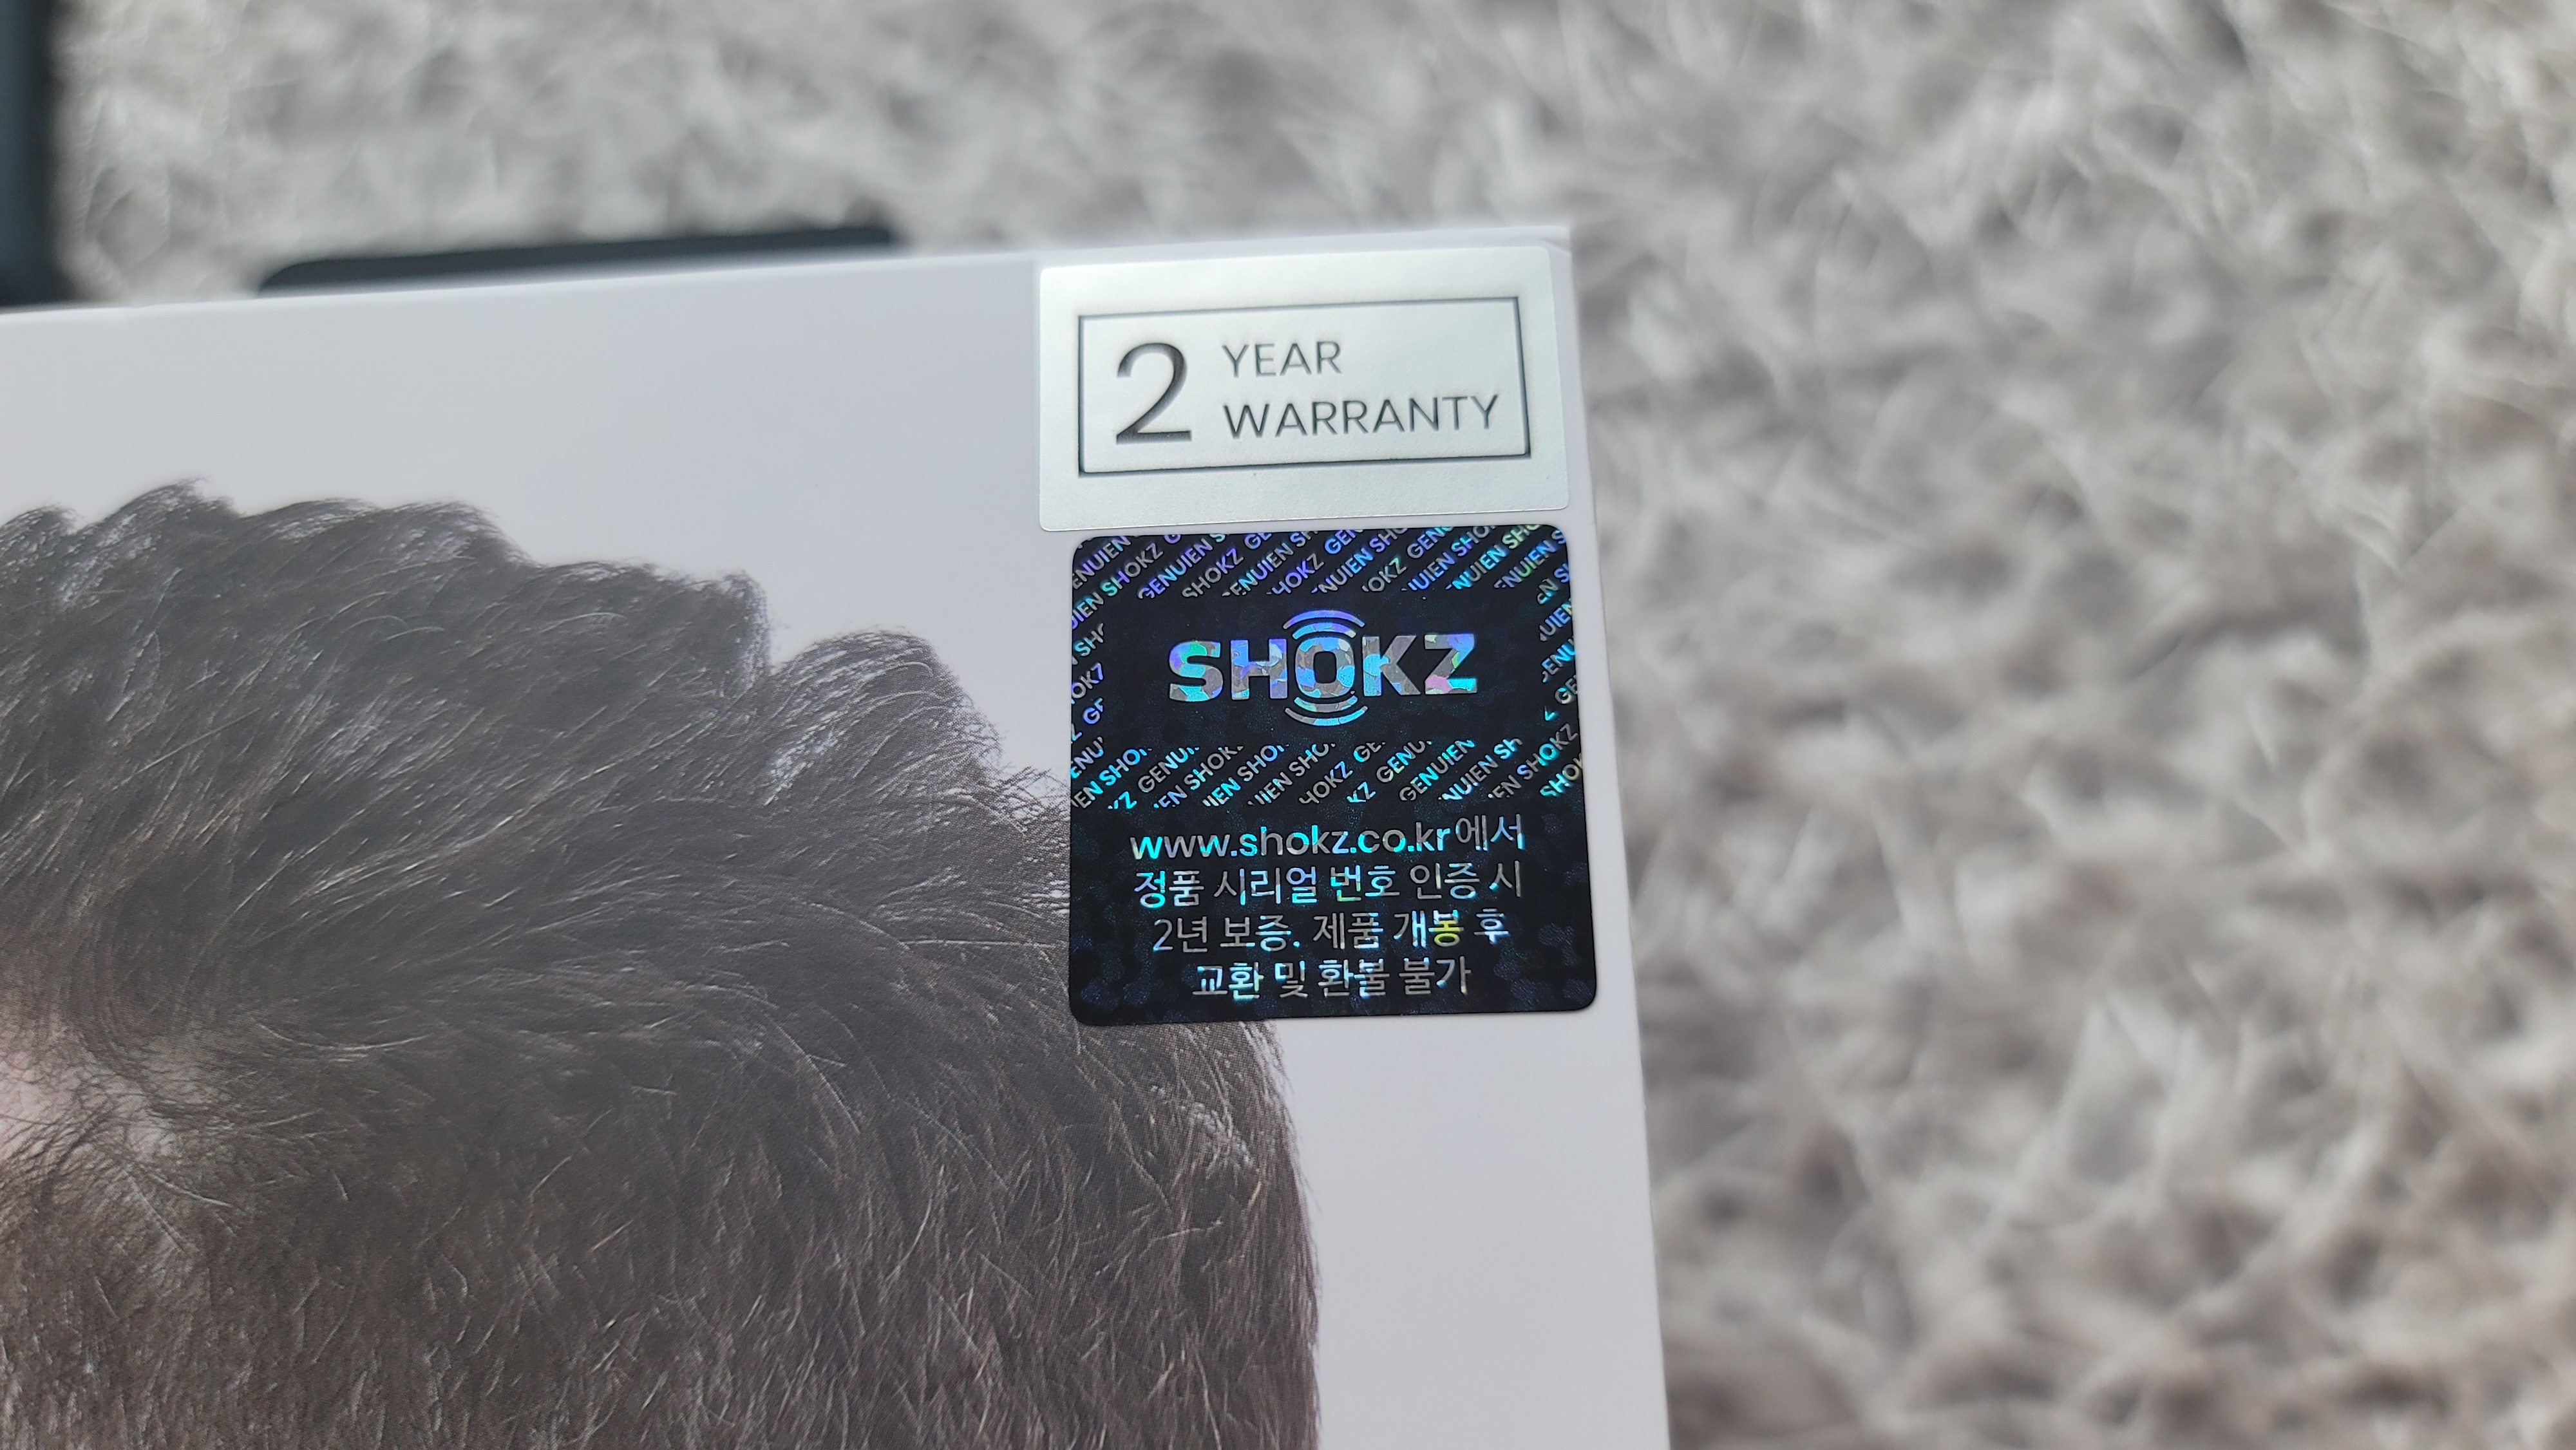 2 YEAR
WARRANTY
SHOKZ
www.shokz.co.kr에서
정품 시리얼 번호 인증 시
2년 보증. 제품 개봉 후
교환 및 환불 불가